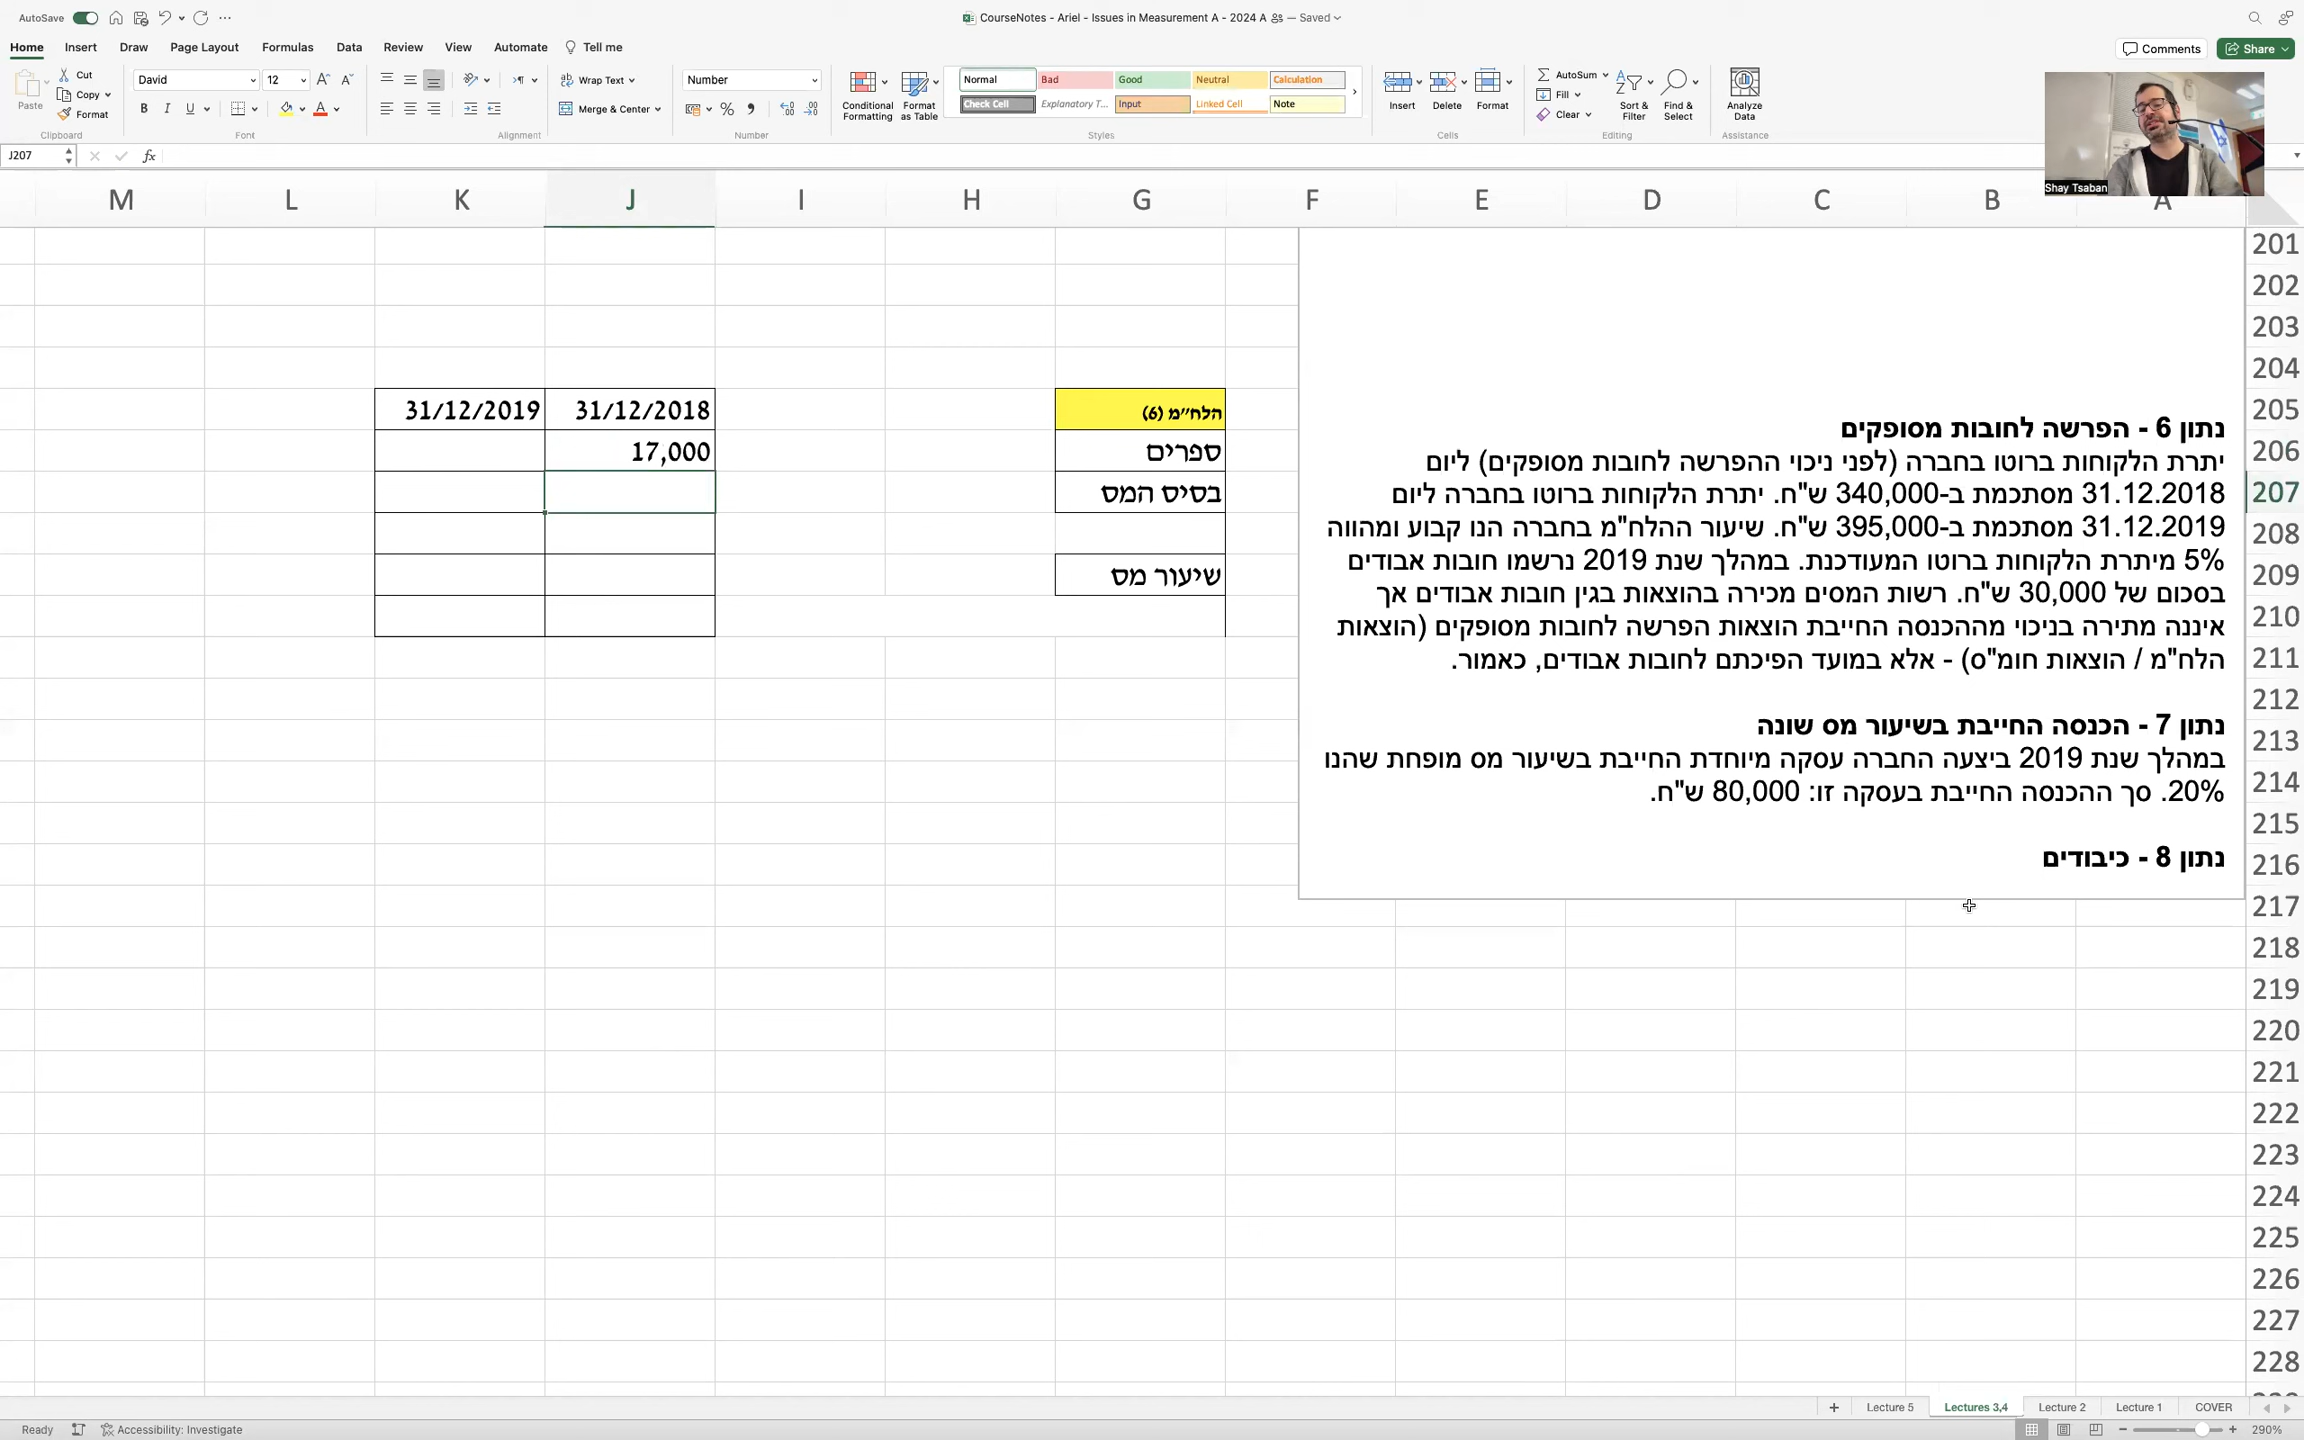 AutoSave
CourseNotes - Ariel - Issues in Measurement A - 2024 A — Saved
Home Insert Draw Page Layout Formulas Data Review View Automate Tell me
Comments Share
Paste Cut Copy Format
David 12
Wrap Text
Merge & Center
Number
Conditional Formatting
Format as Table
Normal Bad Good Neutral Calculation
Check Cell Explanatory T... Input Linked Cell Note
Insert Delete Format
AutoSum
Fill
Clear
Sort & Filter
Find & Select
Analyze Data
Clipboard Font Alignment Number Styles Cells Editing Assistance
Shay Tsaban
J207 fx
M L K J I H G F E D C B A
201
202
203
204
205
206
207
208
209
210
211
212
213
214
215
216
217
218
219
220
221
222
223
224
225
226
227
228
הלח"מ (6) 31/12/2018 31/12/2019
ספרים 17,000
בסיס המס
שיעור מס
נתון 6 - הפרשה לחובות מסופקים
יתרת הלקוחות ברוטו בחברה (לפני ניכוי ההפרשה לחובות מסופקים) ליום
31.12.2018 מסתכמת ב-340,000 ש"ח. יתרת הלקוחות ברוטו בחברה ליום
31.12.2019 מסתכמת ב-395,000 ש"ח. שיעור ההלח"מ בחברה הנו קבוע ומהווה
5% מיתרת הלקוחות ברוטו המעודכנת. במהלך שנת 2019 נרשמו חובות אבודים
בסכום של 30,000 ש"ח. רשות המסים מכירה בהוצאות בגין חובות אבודים אך
איננה מתירה בניכוי מההכנסה החייבת הוצאות הפרשה לחובות מסופקים (הוצאות
הלח"מ / הוצאות חומ"ס) - אלא במועד הפיכתם לחובות אבודים, כאמור.
נתון 7 - הכנסה החייבת בשיעור מס שונה
במהלך שנת 2019 ביצעה החברה עסקה מיוחדת החייבת בשיעור מס מופחת שהנו
20%. סך ההכנסה החייבת בעסקה זו: 80,000 ש"ח.
נתון 8 - כיבודים
Lecture 5 Lectures 3,4 Lecture 2 Lecture 1 COVER
Ready Accessibility: Investigate 290%